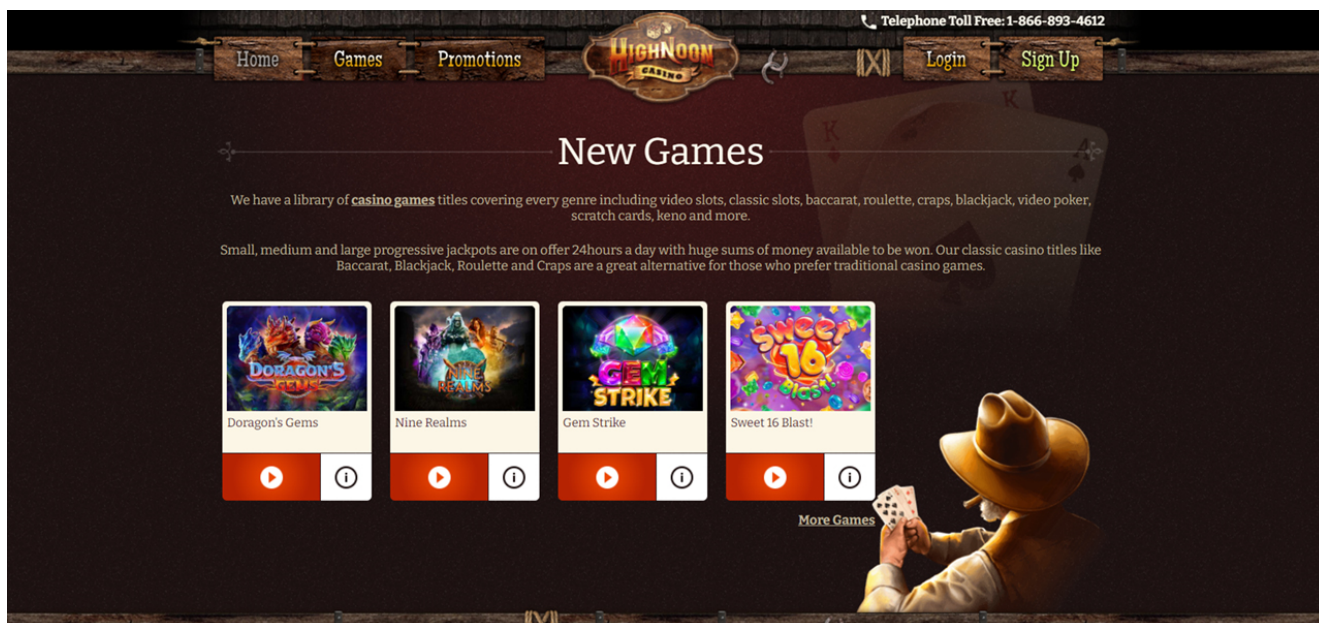 Telephone Toll Free: 1-866-893-4612
Home
Games
Promotions
HIGHNOON
CASINO
Login
Sign Up
New Games
We have a library of casino games titles covering every genre including video slots, classic slots, baccarat, roulette, craps, blackjack, video poker,
scratch cards, keno and more.
Small, medium and large progressive jackpots are on offer 24hours a day with huge sums of money available to be won. Our classic casino titles like
Baccarat, Blackjack, Roulette and Craps are a great alternative for those who prefer traditional casino games.
DORAGON'S
GEMS
NINE
REALMS
GEM
STRIKE
SWEET
16
BLAST!
Doragon's Gems
Nine Realms
Gem Strike
Sweet 16 Blast!
More Games
K
K
A